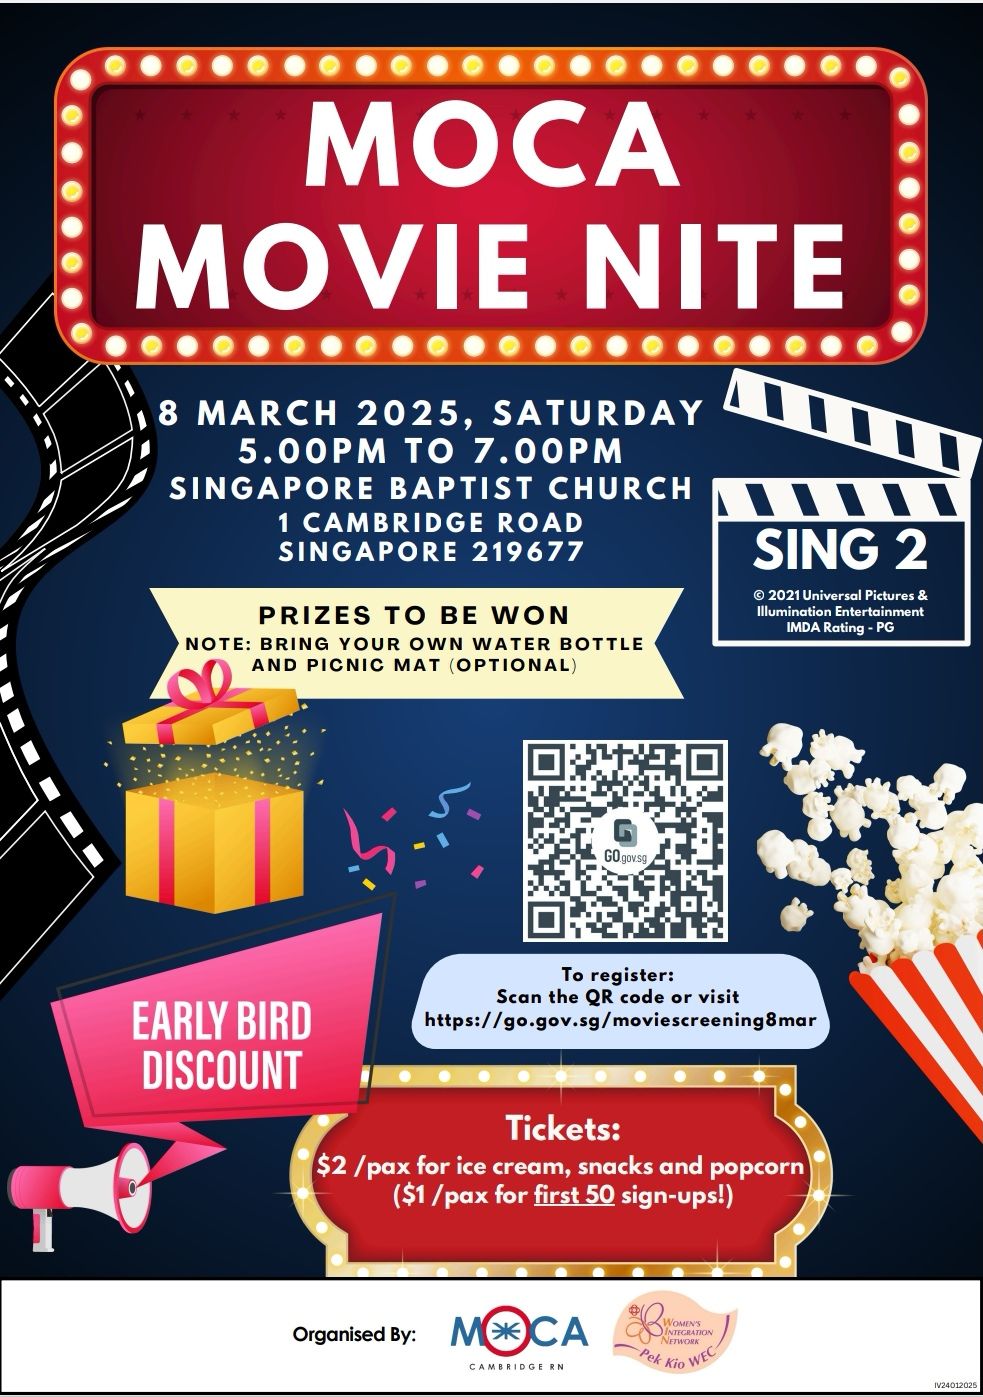 MOCA
MOVIE NITE
8 MARCH 2025, SATURDAY
5.00PM TO 7.00PM
SINGAPORE BAPTIST CHURCH
1 CAMBRIDGE ROAD
SINGAPORE 219677
SING 2
© 2021 Universal Pictures &
Illumination Entertainment
IMDA Rating - PG
PRIZES TO BE WON
NOTE: BRING YOUR OWN WATER BOTTLE
AND PICNIC MAT (OPTIONAL)
GO.gov.sg
To register:
Scan the QR code or visit
https://go.gov.sg/moviescreening8mar
EARLY BIRD
DISCOUNT
Tickets:
$2 /pax for ice cream, snacks and popcorn
($1 /pax for first 50 sign-ups!)
Organised By:
MOCA
CAMBRIDGE RN
WOMEN'S
INTEGRATION
NETWORK
Pek Kio WEC
IV24012025